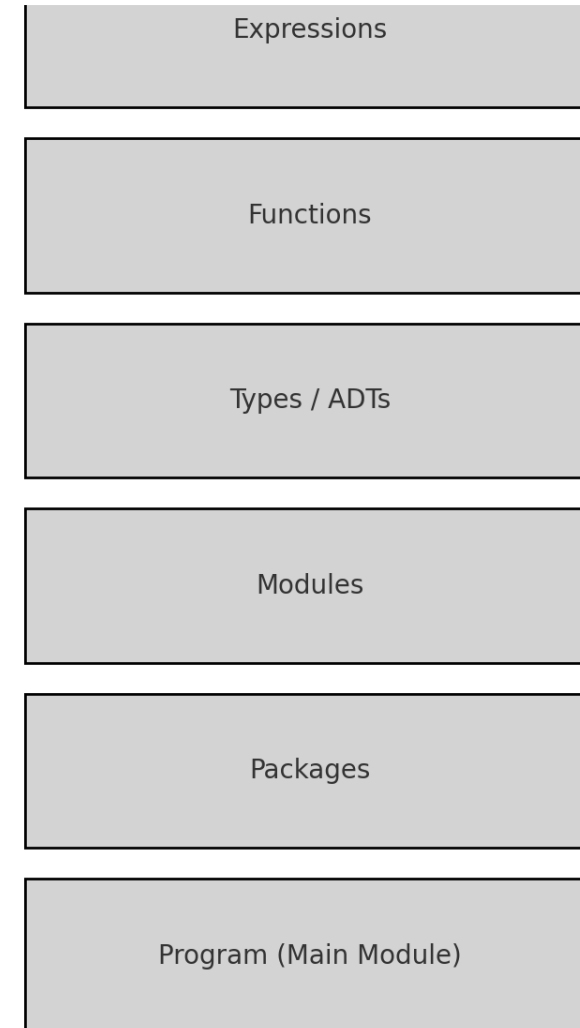 Expressions
Functions
Types / ADTs
Modules
Packages
Program (Main Module)